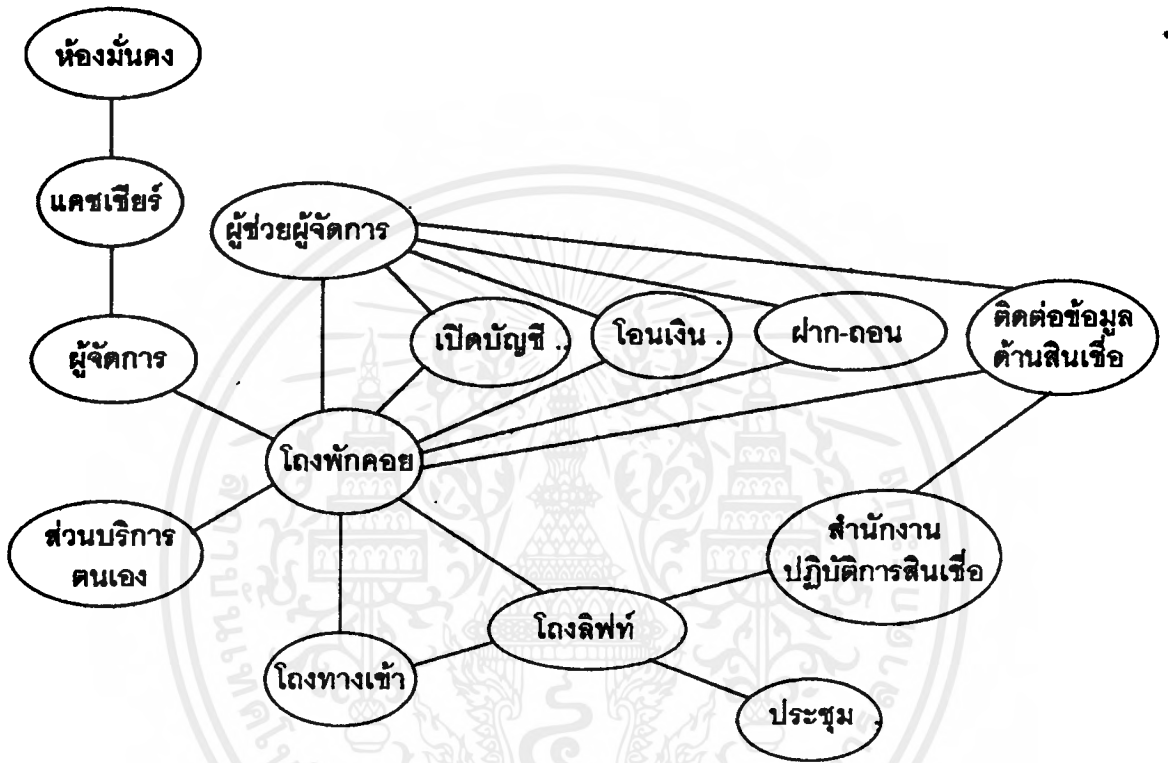 ห้องมั่นคง
แคชเชียร์
ผู้ช่วยผู้จัดการ
ผู้จัดการ
เปิดบัญชี ..
โอนเงิน .
ฝาก-ถอน
ติดต่อข้อมูล
ด้านสินเชื่อ
โถงพักคอย
ส่วนบริการ
ตนเอง
สำนักงาน
ปฏิบัติการสินเชื่อ
โถงลิฟท์
โถงทางเข้า
ประชุม